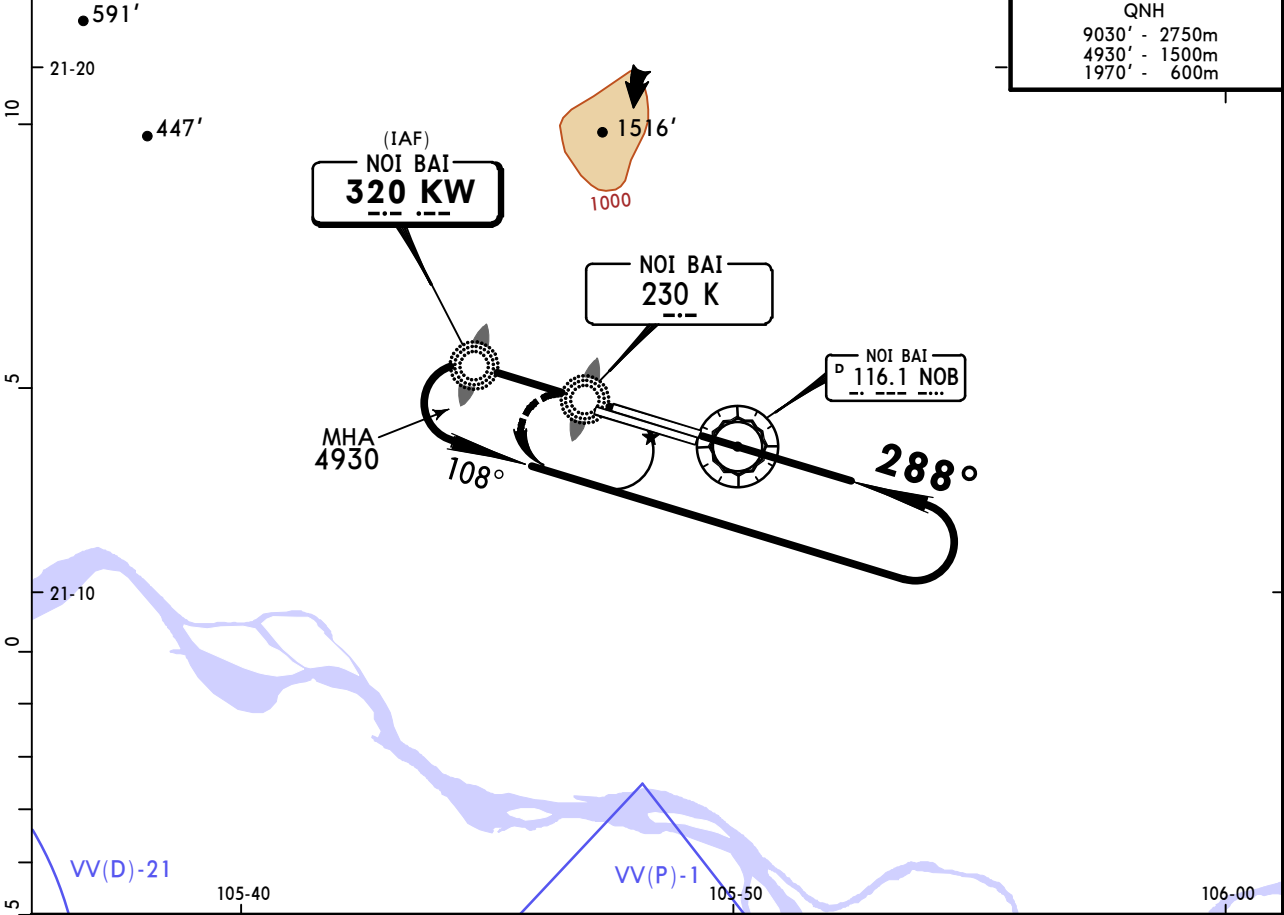 QNH
9030' - 2750m
4930' - 1500m
1970' - 600m
591'
21-20
10
447'
1516'
1000
(IAF)
NOI BAI
320 KW
NOI BAI
230 K
NOI BAI
D 116.1 NOB
5
MHA
4930
108°
288°
21-10
0
VV(D)-21
VV(P)-1
5
105-40
105-50
106-00